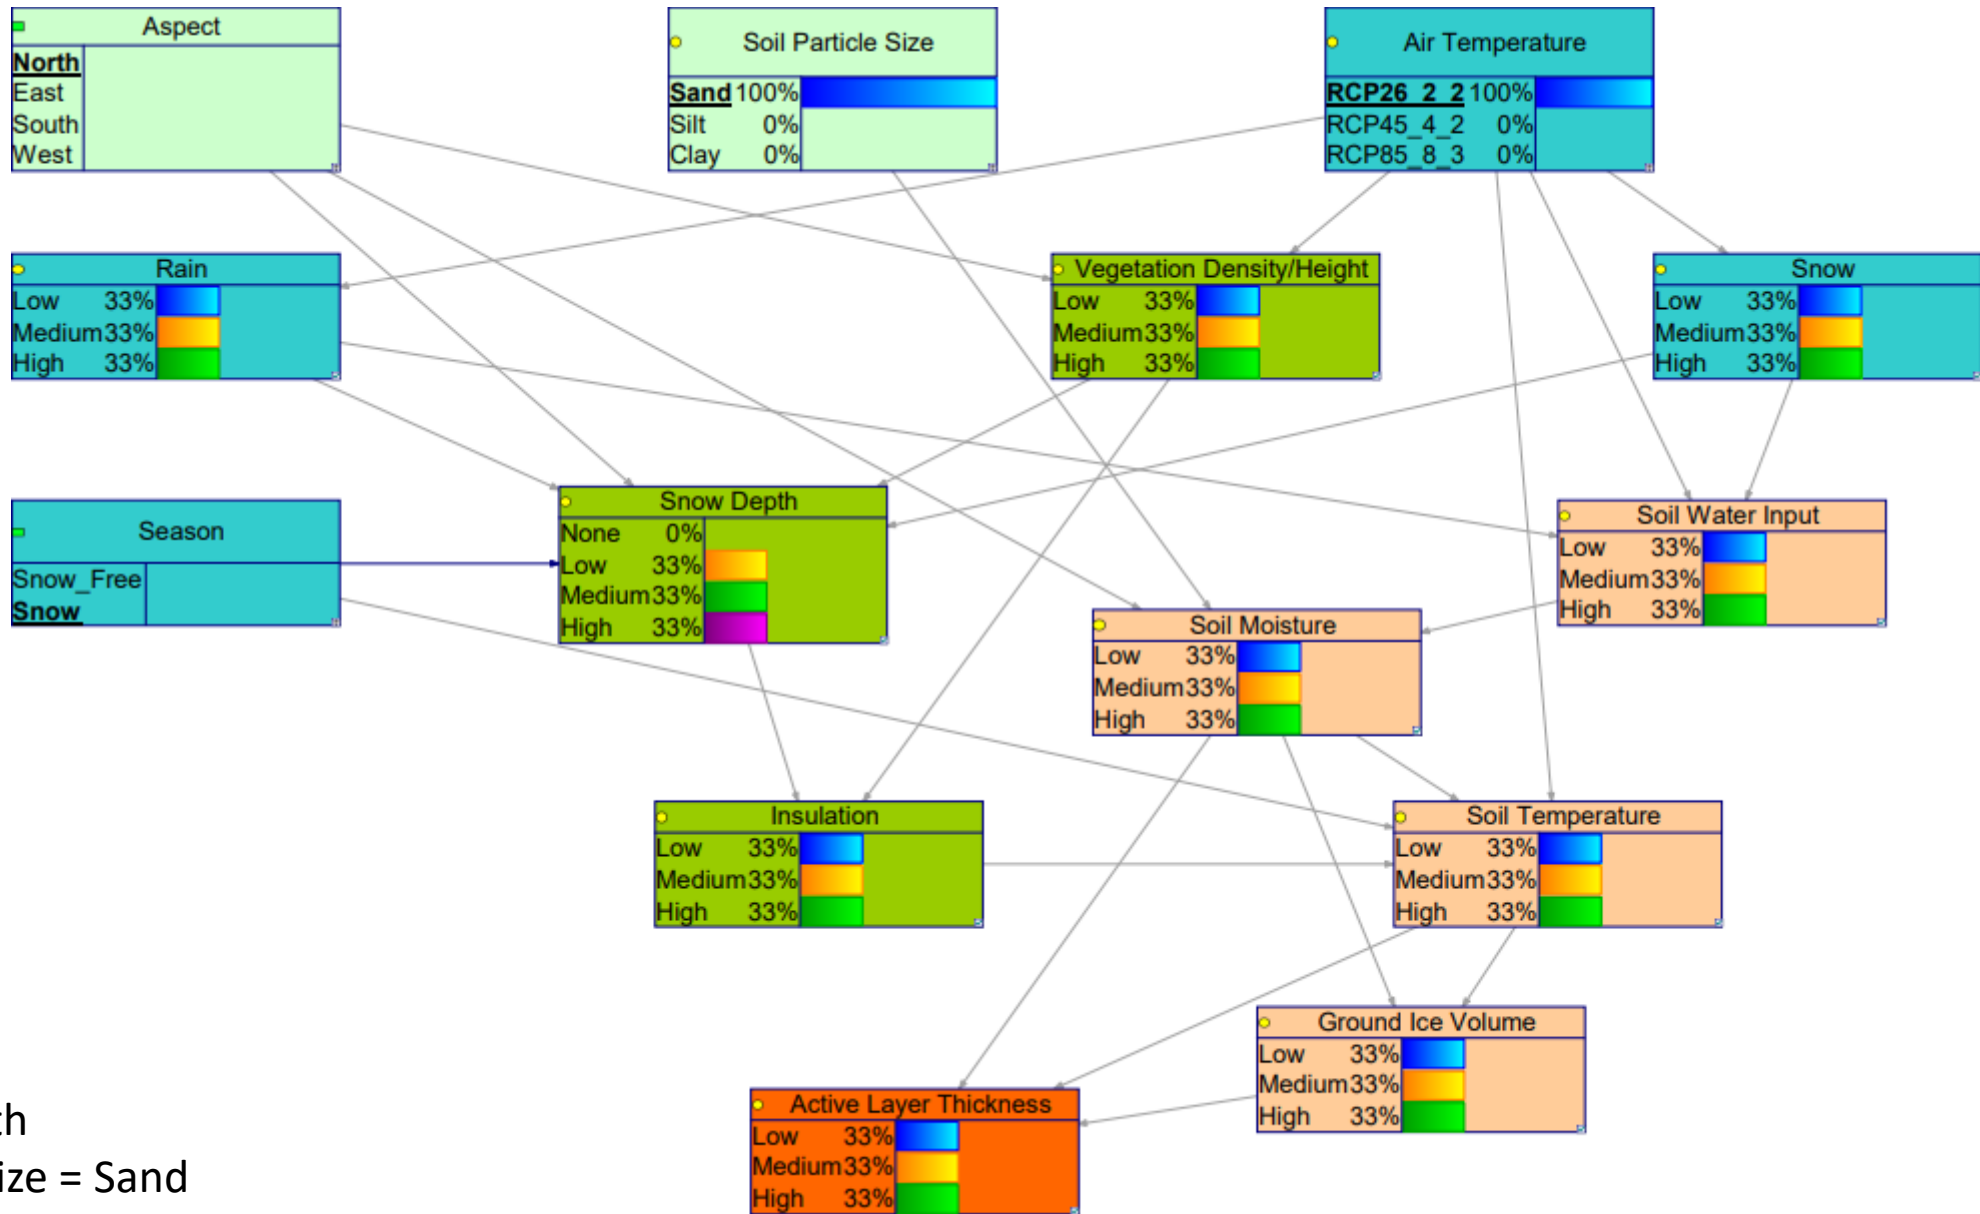 Aspect
North
East
South
West
Soil Particle Size
Sand 100%
Silt 0%
Clay 0%
Air Temperature
RCP26_2_2 100%
RCP45_4_2 0%
RCP85_8_3 0%
Rain
Low 33%
Medium 33%
High 33%
Vegetation Density/Height
Low 33%
Medium 33%
High 33%
Snow
Low 33%
Medium 33%
High 33%
Season
Snow_Free
Snow
Snow Depth
None 0%
Low 33%
Medium 33%
High 33%
Soil Water Input
Low 33%
Medium 33%
High 33%
Soil Moisture
Low 33%
Medium 33%
High 33%
Insulation
Low 33%
Medium 33%
High 33%
Soil Temperature
Low 33%
Medium 33%
High 33%
Ground Ice Volume
Low 33%
Medium 33%
High 33%
Active Layer Thickness
Low 33%
Medium 33%
High 33%
th
ize = Sand